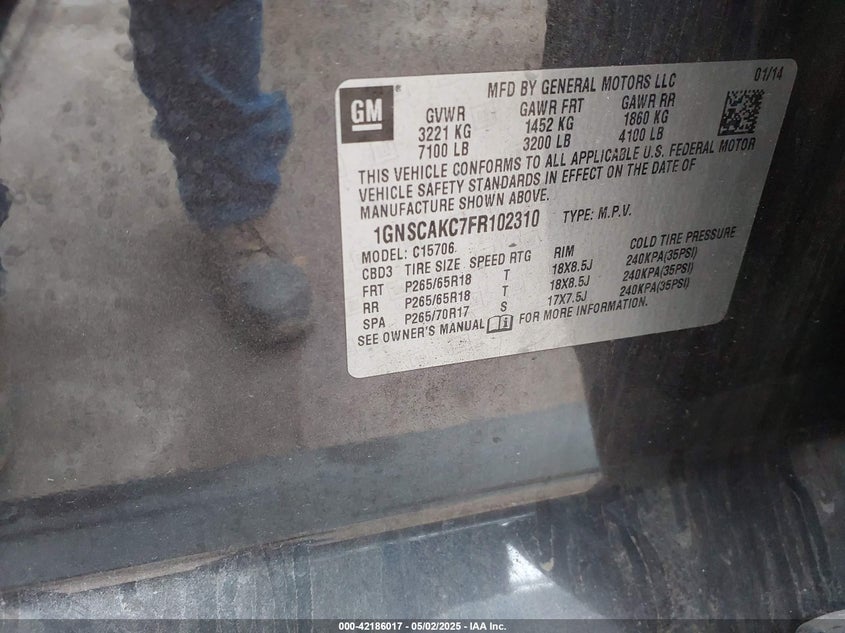 GM
MFD BY GENERAL MOTORS LLC 01/14
GVWR GAWR FRT GAWR RR
3221 KG 1452 KG 1860 KG
7100 LB 3200 LB 4100 LB
THIS VEHICLE CONFORMS TO ALL APPLICABLE U.S. FEDERAL MOTOR
VEHICLE SAFETY STANDARDS IN EFFECT ON THE DATE OF
MANUFACTURE SHOWN ABOVE.
1GNSCAKC7FR102310 TYPE: M.P.V.
MODEL: C15706
CBD3 TIRE SIZE SPEED RTG RIM COLD TIRE PRESSURE
FRT P265/65R18 T 18X8.5J 240KPA(35PSI)
RR P265/65R18 T 18X8.5J 240KPA(35PSI)
SPA P265/70R17 S 17X7.5J 240KPA(35PSI)
SEE OWNER'S MANUAL FOR MORE INFORMATION.
000-42186017 — 05/02/2025 — IAA Inc.